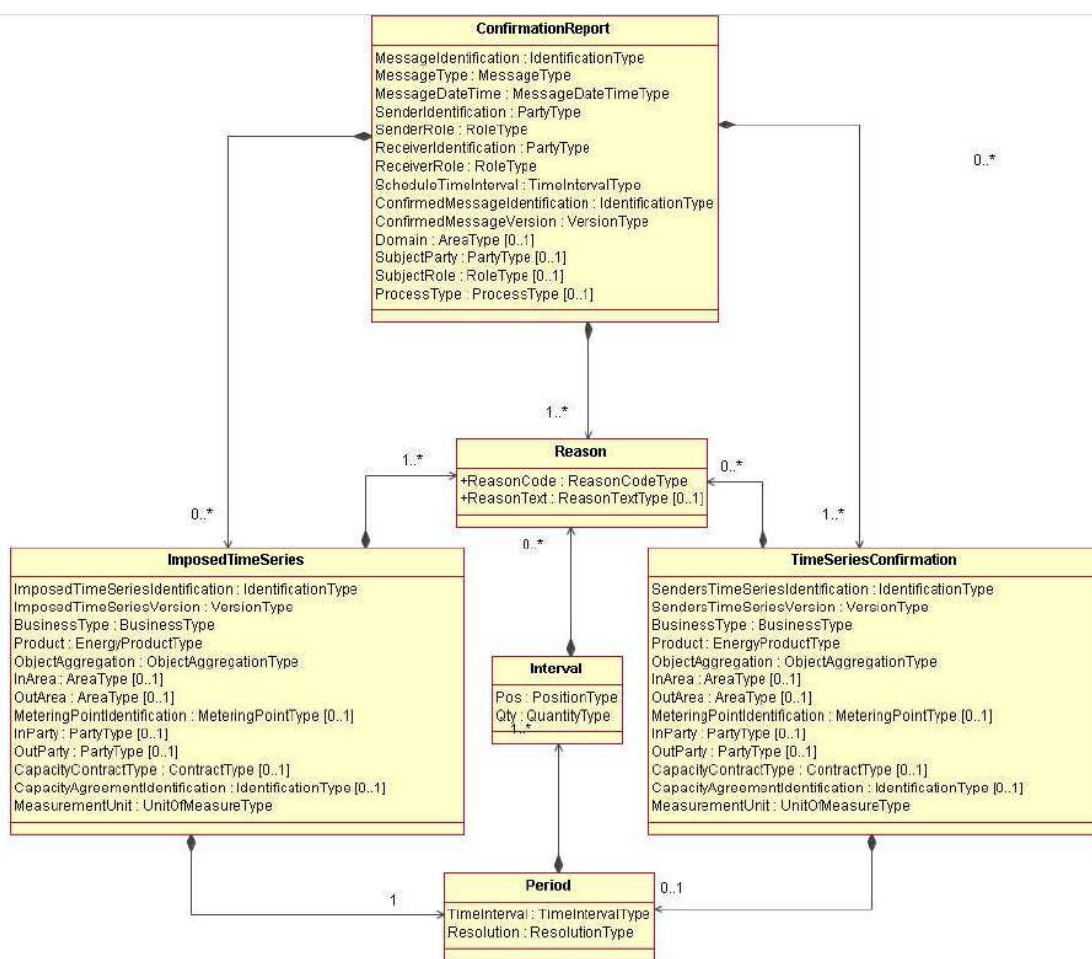 ConfirmationReport
MessageIdentification : IdentificationType
MessageType : MessageType
MessageDateTime : MessageDateTimeType
SenderIdentification : PartyType
SenderRole : RoleType
ReceiverIdentification : PartyType
ReceiverRole : RoleType
ScheduleTimeInterval : TimeIntervalType
ConfirmedMessageIdentification : IdentificationType
ConfirmedMessageVersion : VersionType
Domain : AreaType [0..1]
SubjectParty : PartyType [0..1]
SubjectRole : RoleType [0..1]
ProcessType : ProcessType [0..1]
0..*
1..*
Reason
+ReasonCode : ReasonCodeType
+ReasonText : ReasonTextType [0..1]
1..*
0..*
0..*
1..*
0..*
ImposedTimeSeries
ImposedTimeSeriesIdentification : IdentificationType
ImposedTimeSeriesVersion : VersionType
BusinessType : BusinessType
Product : EnergyProductType
ObjectAggregation : ObjectAggregationType
InArea : AreaType [0..1]
OutArea : AreaType [0..1]
MeteringPointIdentification : MeteringPointType [0..1]
InParty : PartyType [0..1]
OutParty : PartyType [0..1]
CapacityContractType : ContractType [0..1]
CapacityAgreementIdentification : IdentificationType [0..1]
MeasurementUnit : UnitOfMeasureType
Interval
Pos : PositionType
Qty : QuantityType
1..*
TimeSeriesConfirmation
SendersTimeSeriesIdentification : IdentificationType
SendersTimeSeriesVersion : VersionType
BusinessType : BusinessType
Product : EnergyProductType
ObjectAggregation : ObjectAggregationType
InArea : AreaType [0..1]
OutArea : AreaType [0..1]
MeteringPointIdentification : MeteringPointType [0..1]
InParty : PartyType [0..1]
OutParty : PartyType [0..1]
CapacityContractType : ContractType [0..1]
CapacityAgreementIdentification : IdentificationType [0..1]
MeasurementUnit : UnitOfMeasureType
1
Period
TimeInterval : TimeIntervalType
Resolution : ResolutionType
0..1